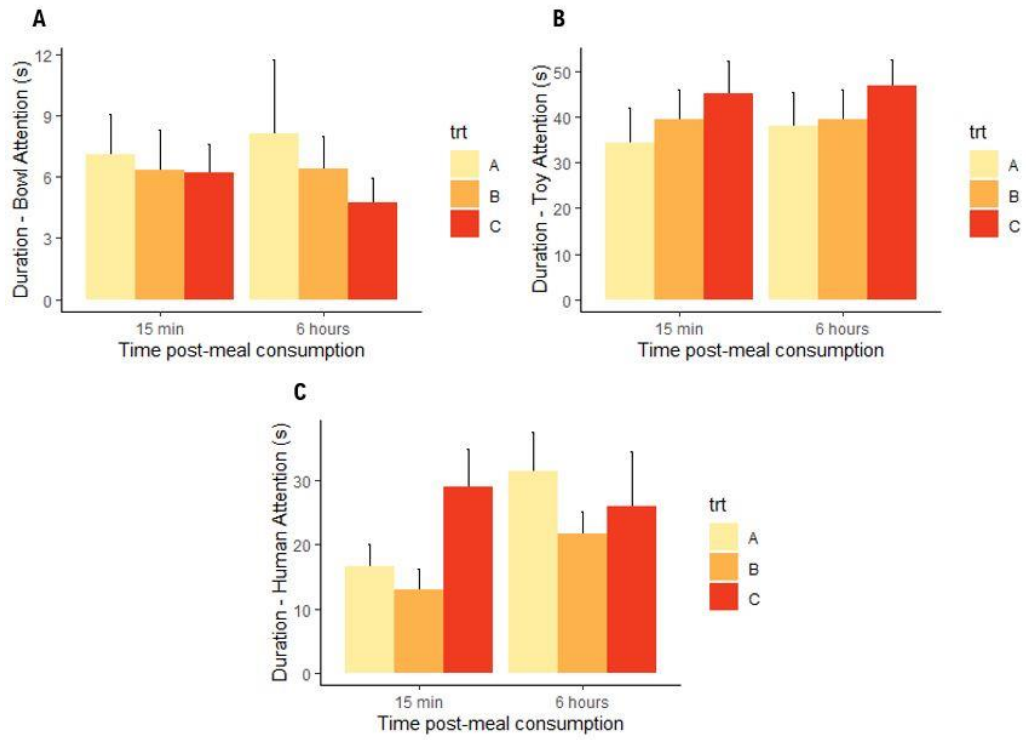 A
Duration - Bowl Attention (s)
12
9
6
3
0
15 min
6 hours
Time post-meal consumption
trt
A
B
C
B
Duration - Toy Attention (s)
50
40
30
20
10
0
15 min
6 hours
Time post-meal consumption
trt
A
B
C
C
Duration - Human Attention (s)
30
20
10
0
15 min
6 hours
Time post-meal consumption
trt
A
B
C